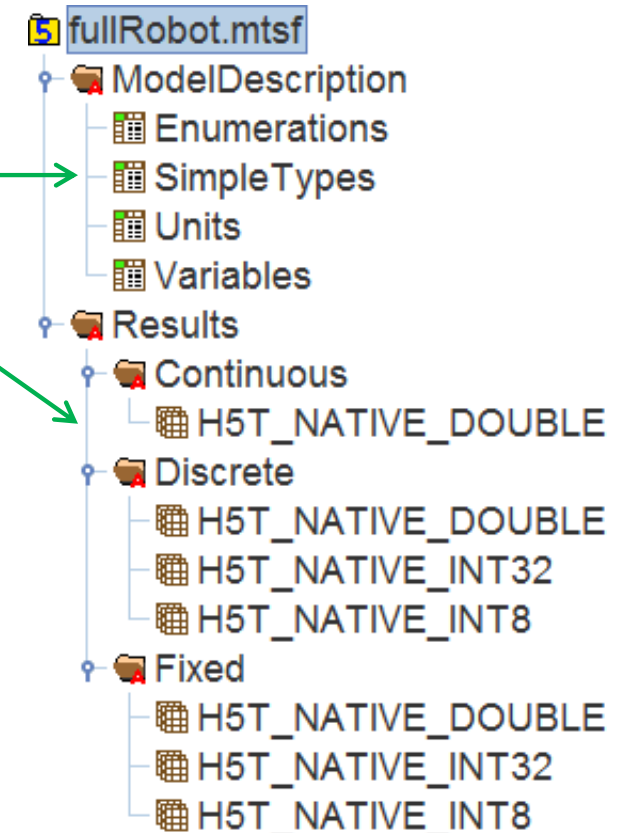 fullRobot.mtsf
ModelDescription
Enumerations
SimpleTypes
Units
Variables
Results
Continuous
H5T_NATIVE_DOUBLE
Discrete
H5T_NATIVE_DOUBLE
H5T_NATIVE_INT32
H5T_NATIVE_INT8
Fixed
H5T_NATIVE_DOUBLE
H5T_NATIVE_INT32
H5T_NATIVE_INT8